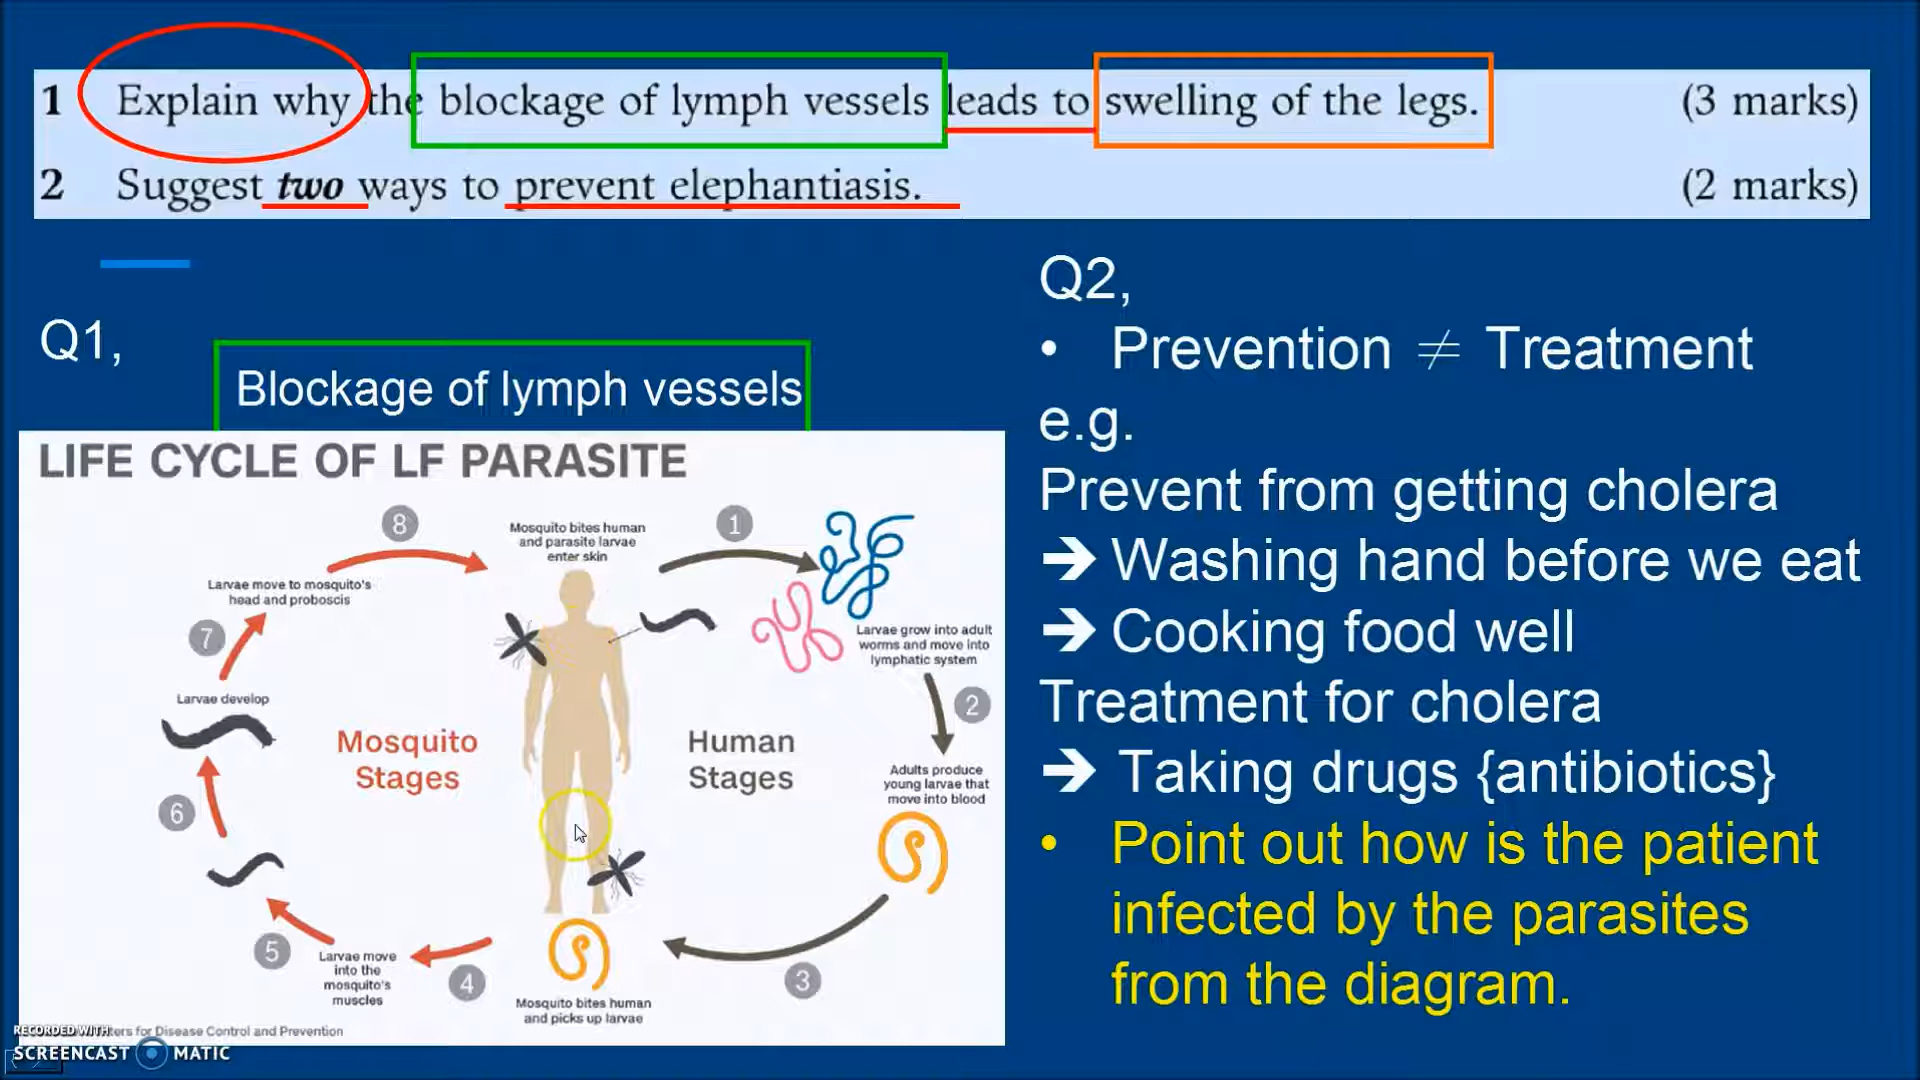 1 Explain why the blockage of lymph vessels leads to swelling of the legs. (3 marks)
2 Suggest two ways to prevent elephantiasis. (2 marks)
Q1,
Blockage of lymph vessels
LIFE CYCLE OF LF PARASITE
8
Mosquito bites human
and parasite larvae
enter skin
1
Larvae move to mosquito's
head and proboscis
7
Larvae grow into adult
worms and move into
lymphatic system
2
Larvae develop
Mosquito
Stages
Human
Stages
Adults produce
young larvae that
move into blood
6
5
Larvae move
into the
mosquito's
muscles
4
Mosquito bites human
and picks up larvae
3
for Disease Control and Prevention
RECORDED WITH
SCREENCAST MATIC
Q2,
• Prevention ≠ Treatment
e.g.
Prevent from getting cholera
➔ Washing hand before we eat
➔ Cooking food well
Treatment for cholera
➔ Taking drugs {antibiotics}
• Point out how is the patient
infected by the parasites
from the diagram.